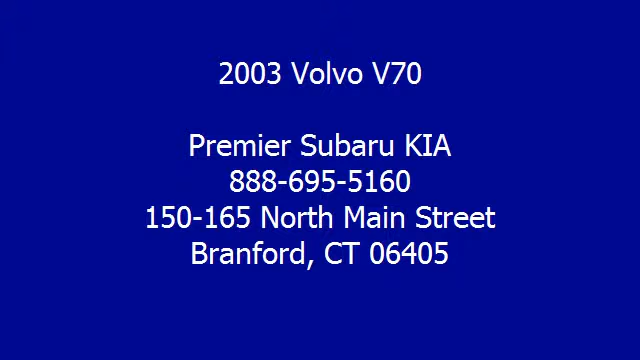 2003 Volvo V70
Premier Subaru KIA
888-695-5160
150-165 North Main Street
Branford, CT 06405